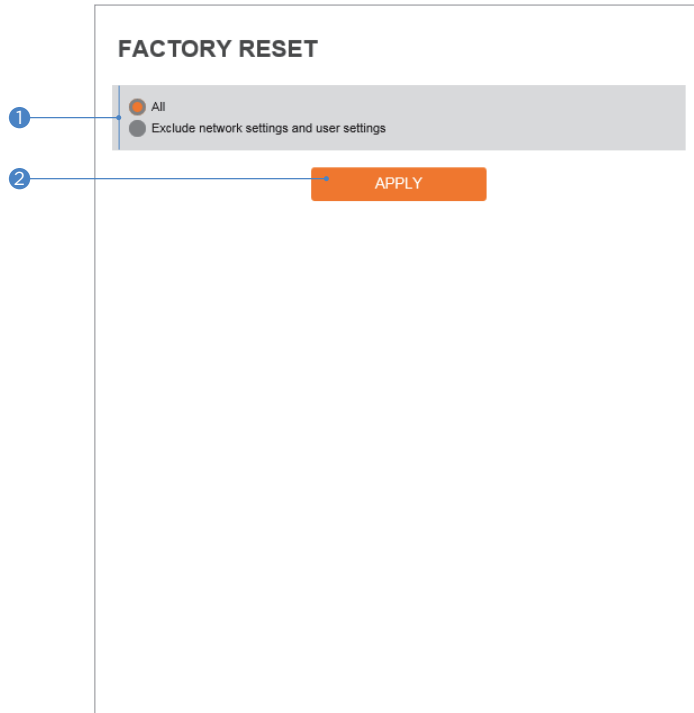 FACTORY RESET
1
All
Exclude network settings and user settings
2
APPLY